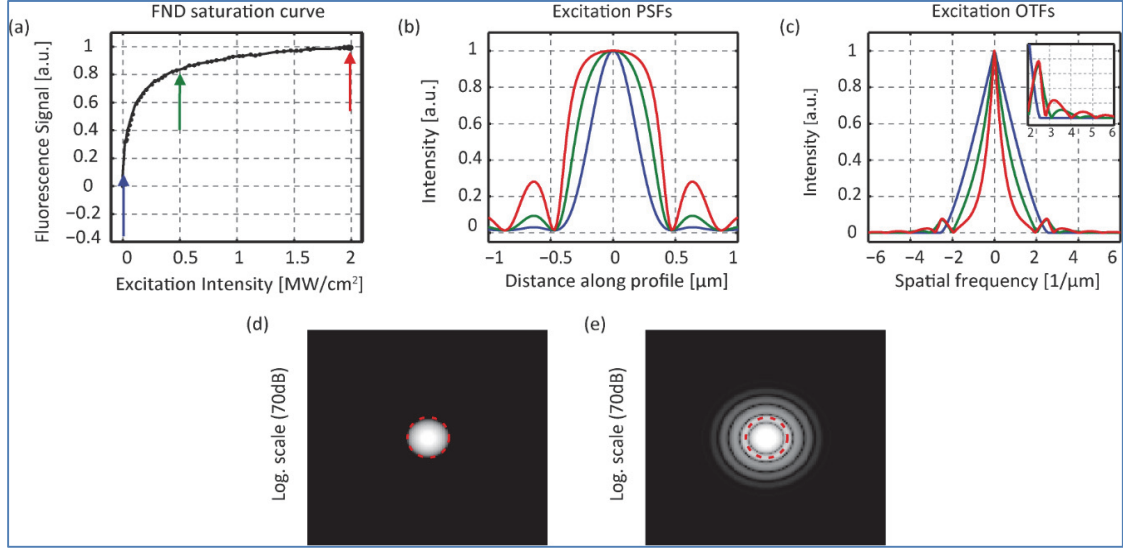 FND saturation curve
(a)
Fluorescence Signal [a.u.]
1
0.8
0.6
0.4
0.2
0
−0.2
−0.4
0 0.5 1 1.5 2
Excitation Intensity [MW/cm²]
Excitation PSFs
(b)
Intensity [a.u.]
1
0.8
0.6
0.4
0.2
0
−1 −0.5 0 0.5 1
Distance along profile [μm]
Excitation OTFs
(c)
Intensity [a.u.]
1
0.8
0.6
0.4
0.2
0
2 3 4 5 6
−6 −4 −2 0 2 4 6
Spatial frequency [1/μm]
(d)
Log. scale (70dB)
(e)
Log. scale (70dB)